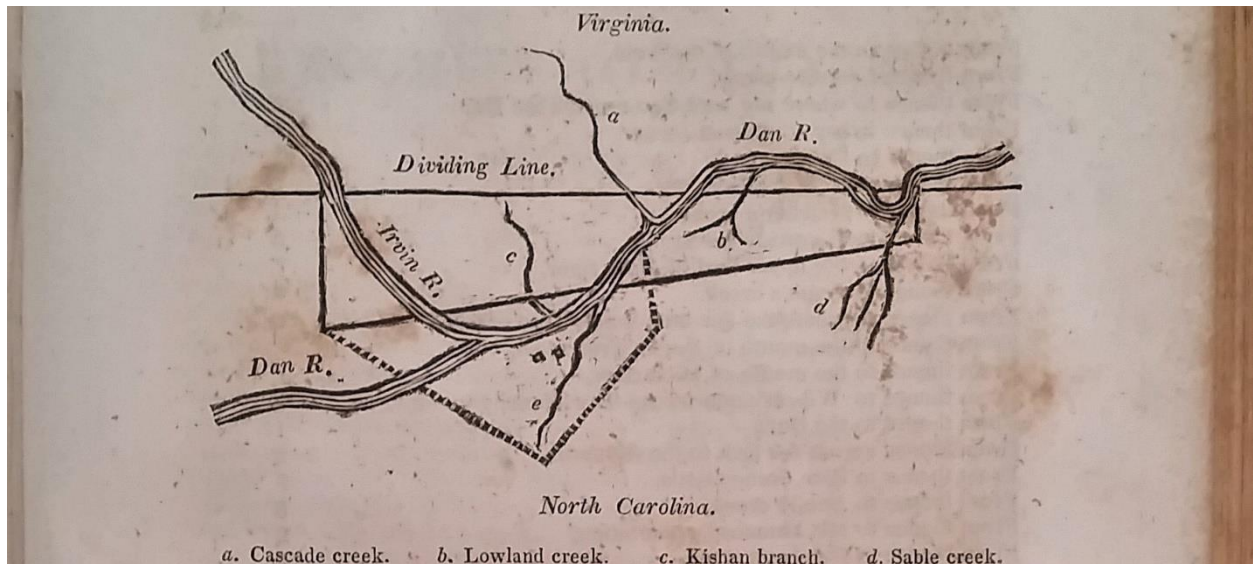 Virginia.
a
Dan R.
Dividing Line.
Irvin R.
c
b
d
Dan R.
e
North Carolina.
a. Cascade creek. b. Lowland creek. c. Kishan branch. d. Sable creek.